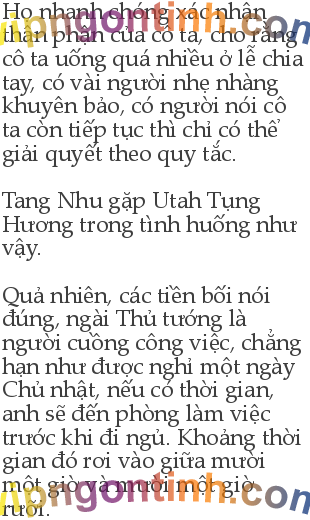 Họ nhanh chóng xác nhận
thân phận của cô ta, cho rằng
cô ta uống quá nhiều ở lễ chia
tay, có vài người nhẹ nhàng
khuyên bảo, có người nói cô
ta còn tiếp tục thì chỉ có thể
giải quyết theo quy tắc.
Tang Nhu gặp Utah Tụng
Hương trong tình huống như
vậy.
Quả nhiên, các tiền bối nói
đúng, ngài Thủ tướng là
người cuồng công việc, chẳng
hạn như được nghỉ một ngày
Chủ nhật, nếu có thời gian,
anh sẽ đến phòng làm việc
trước khi đi ngủ. Khoảng thời
gian đó rơi vào giữa mười
một giờ và mười một giờ
rưỡi.
vipngontinh.com
vipngontinh.com